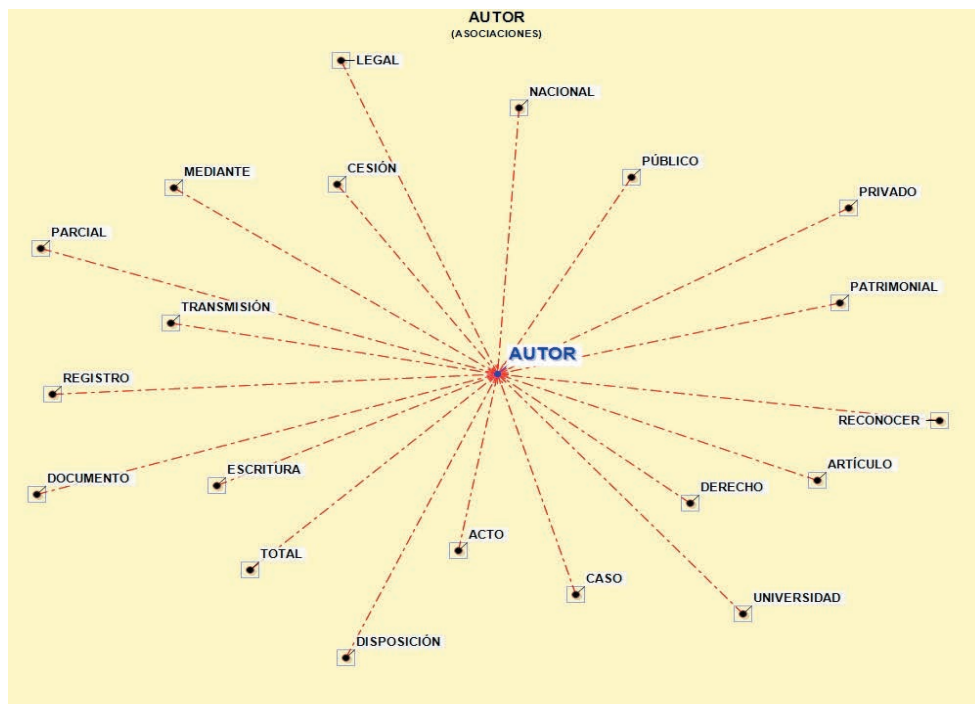 AUTOR
(ASOCIACIONES)
LEGAL
NACIONAL
PÚBLICO
CESIÓN
MEDIANTE
PRIVADO
PARCIAL
PATRIMONIAL
TRANSMISIÓN
AUTOR
REGISTRO
RECONOCER
ARTÍCULO
ESCRITURA
DOCUMENTO
DERECHO
ACTO
TOTAL
CASO
UNIVERSIDAD
DISPOSICIÓN